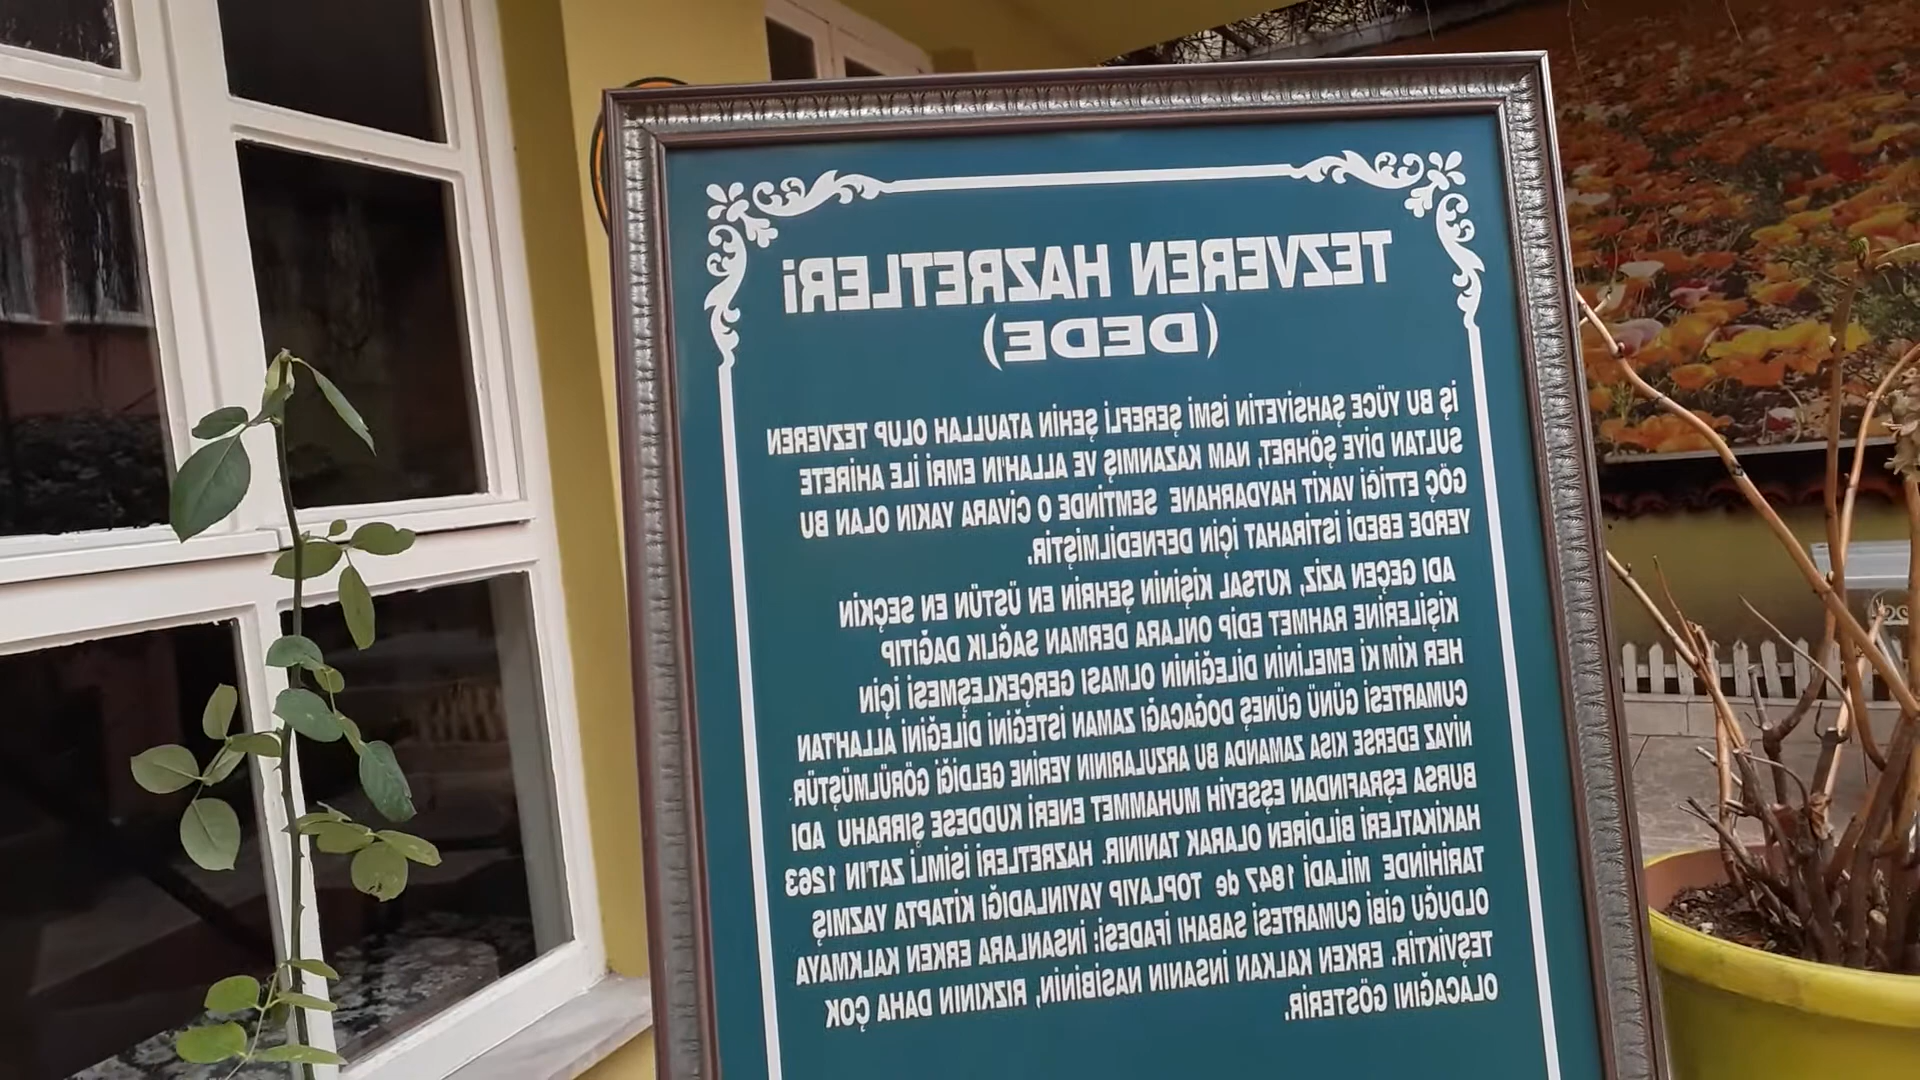 TEZVEREN HAZRETLERİ
(DEDE)
İŞ BU YÜCE ŞAHSİYETİN İSMİ ŞEREFLİ ŞEHİN ATAULLAH OLUP TEZVEREN
SULTAN DİYE ŞÖHRET, NAM KAZANMIŞ VE ALLAH'IN EMRİ İLE AHİRETE
GÖÇ ETTİĞİ VAKİT HAYDARHANE SEMTİNDE O CİVARA YAKIN OLAN BU
YERDE EBEDİ İSTİRAHAT İÇİN DEFNEDİLMİŞTİR.
ADI GEÇEN AZİZ, KUTSAL KİŞİNİN ŞEHRİN EN ÜSTÜN EN SEÇKİN
KİŞİLERİNE RAHMET EDİP ONLARA DERMAN SAĞLIK DAĞITIP
HER KİM Kİ EMELİNİN DİLEĞİNİN OLMASI GERÇEKLEŞMESİ İÇİN
CUMARTESİ GÜNÜ GÜNEŞ DOĞACAĞI ZAMAN İSTEĞİNİ DİLEĞİNİ ALLAH'TAN
NİYAZ EDERSE KISA ZAMANDA BU ARZULARININ YERİNE GELDİĞİ GÖRÜLMÜŞTÜR.
BURSA EŞRAFINDAN EŞŞEYİH MUHAMMET ENERİ KUDDESE ŞIRRAHU ADI
HAKİKATLERİ BİLDİREN OLARAK TANINIR. HAZRETLERİ İSİMLİ ZATIN 1263
TARİHİNDE MİLADİ 1847 de TOPLAYIP YAYINLADIĞI KİTAPTA YAZMIŞ
OLDUĞU GİBİ CUMARTESİ SABAHI İFADESİ: İNSANLARA ERKEN KALKMAYA
TEŞVİKTİR. ERKEN KALKAN İNSANIN NASİBİNİN, RIZKININ DAHA ÇOK
OLACAĞINI GÖSTERİR.